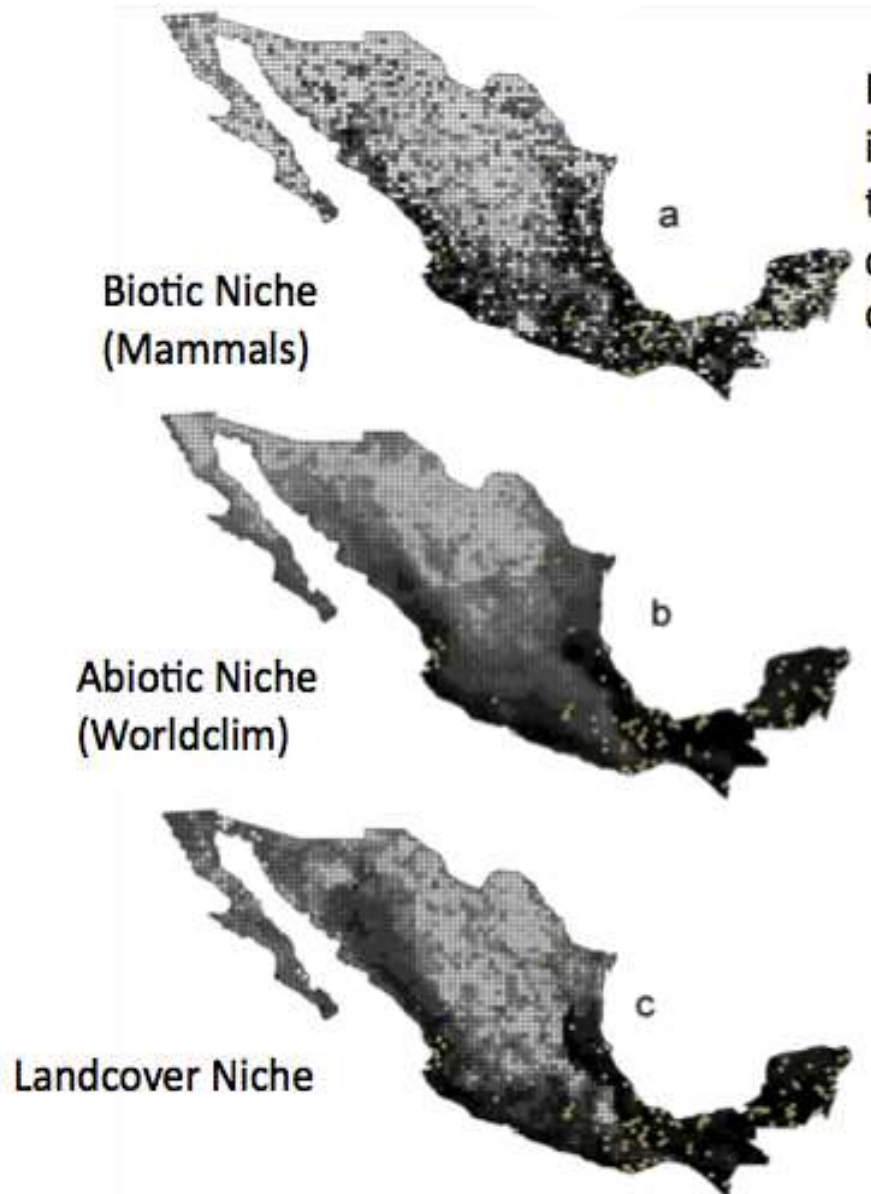 a
Biotic Niche
(Mammals)
b
Abiotic Niche
(Worldclim)
c
Landcover Niche